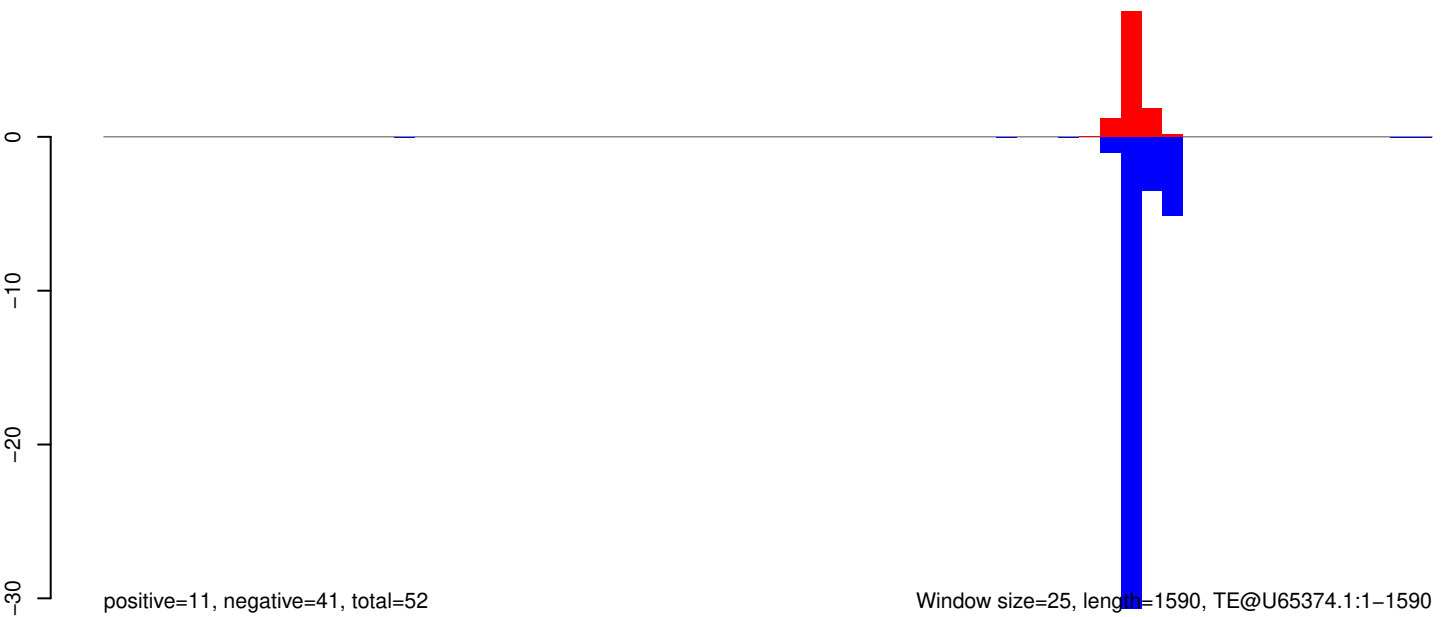 0
−10
−20
−30
positive=11, negative=41, total=52
Window size=25, length=1590, TE@U65374.1:1−1590